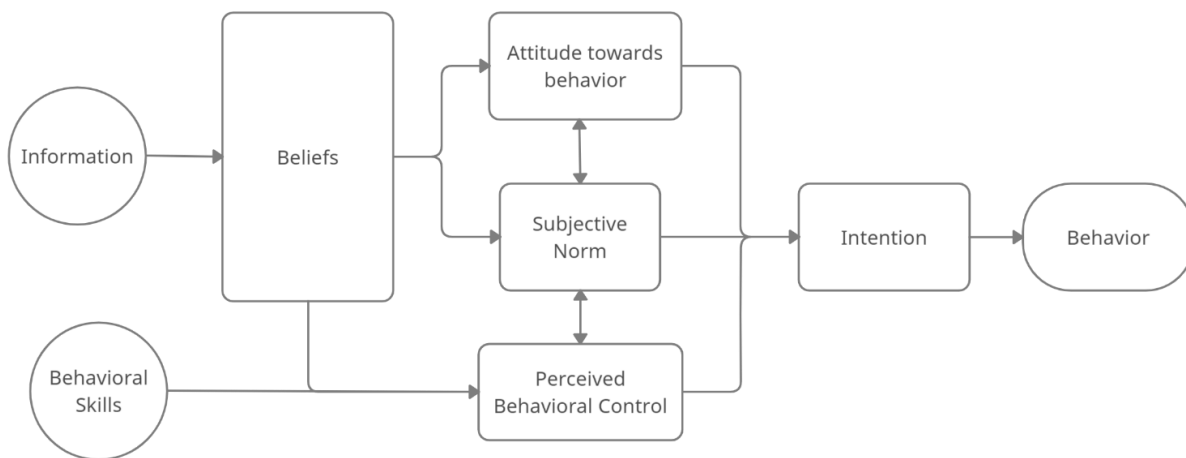 Information
Beliefs
Attitude towards
behavior
Subjective
Norm
Intention
Behavior
Behavioral
Skills
Perceived
Behavioral Control